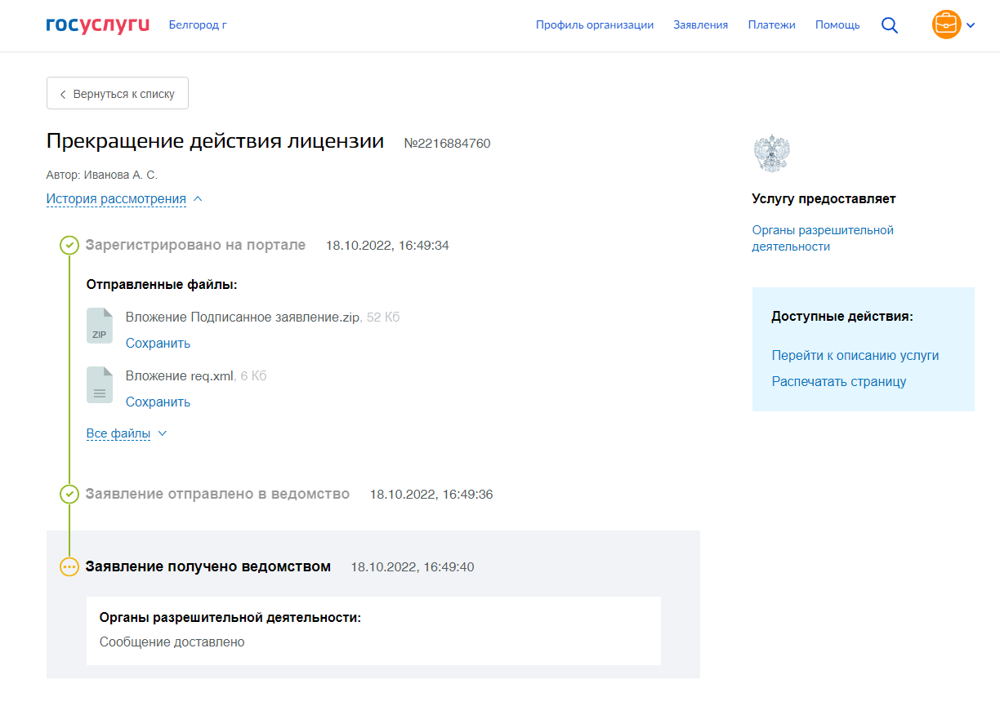 госуслуги Белгород г Профиль организации Заявления Платежи Помощь
Вернуться к списку
Прекращение действия лицензии №2216884760
Автор: Иванова А. С.
История рассмотрения
Зарегистрировано на портале 18.10.2022, 16:49:34
Отправленные файлы:
ZIP
Вложение Подписанное заявление.zip, 52 Кб
Сохранить
Вложение req.xml, 6 Кб
Сохранить
Все файлы
Заявление отправлено в ведомство 18.10.2022, 16:49:36
Заявление получено ведомством 18.10.2022, 16:49:40
Органы разрешительной деятельности:
Сообщение доставлено
Услугу предоставляет
Органы разрешительной
деятельности
Доступные действия:
Перейти к описанию услуги
Распечатать страницу